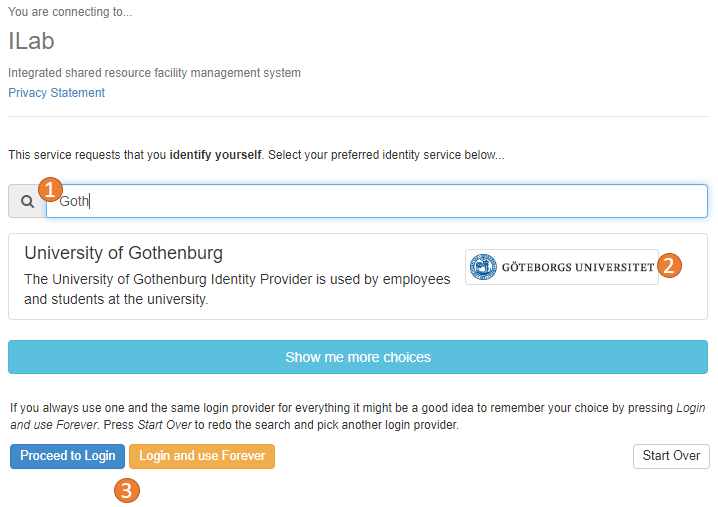 You are connecting to...
ILab
Integrated shared resource facility management system
Privacy Statement
This service requests that you identify yourself. Select your preferred identity service below...
1
Goth
University of Gothenburg
The University of Gothenburg Identity Provider is used by employees
and students at the university.
GÖTEBORGS UNIVERSITET
2
Show me more choices
If you always use one and the same login provider for everything it might be a good idea to remember your choice by pressing Login
and use Forever. Press Start Over to redo the search and pick another login provider.
Proceed to Login
Login and use Forever
Start Over
3